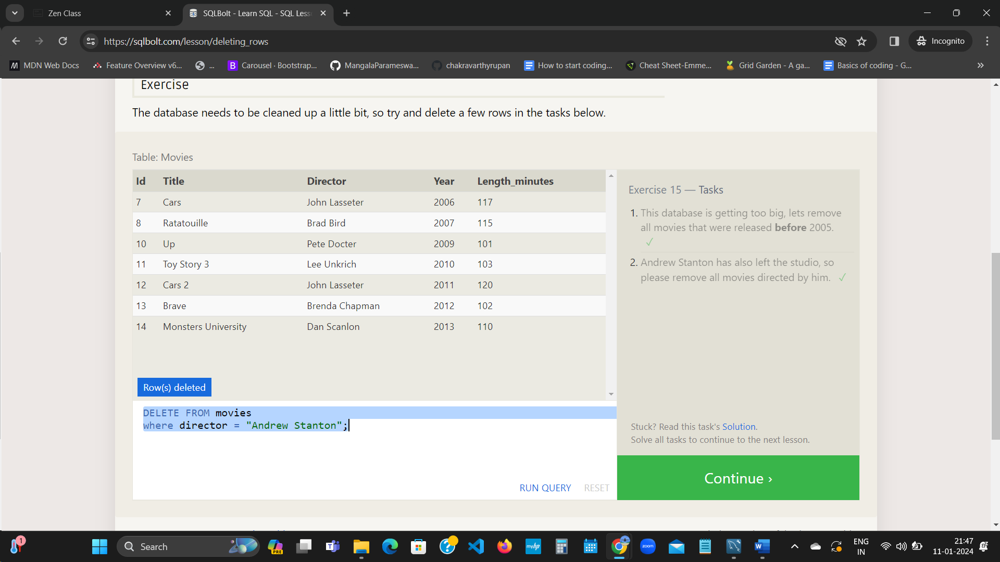 Zen Class
SQLBolt - Learn SQL - SQL Less
https://sqlbolt.com/lesson/deleting_rows
Incognito
MDN Web Docs
Feature Overview v6...
...
Carousel · Bootstrap...
MangalaParameswa...
chakravarthyrupan
How to start coding...
Cheat Sheet-Emme...
Grid Garden - A ga...
Basics of coding - G...
Exercise
The database needs to be cleaned up a little bit, so try and delete a few rows in the tasks below.
Table: Movies
Id Title Director Year Length_minutes
7 Cars John Lasseter 2006 117
8 Ratatouille Brad Bird 2007 115
10 Up Pete Docter 2009 101
11 Toy Story 3 Lee Unkrich 2010 103
12 Cars 2 John Lasseter 2011 120
13 Brave Brenda Chapman 2012 102
14 Monsters University Dan Scanlon 2013 110
Row(s) deleted
DELETE FROM movies
where director = "Andrew Stanton";
RUN QUERY RESET
Exercise 15 — Tasks
1. This database is getting too big, lets remove
all movies that were released before 2005.
✓
2. Andrew Stanton has also left the studio, so
please remove all movies directed by him. ✓
Stuck? Read this task's Solution.
Solve all tasks to continue to the next lesson.
Continue ›
1
Search
PRE
myhp
zoom
ENG
IN
21:47
11-01-2024